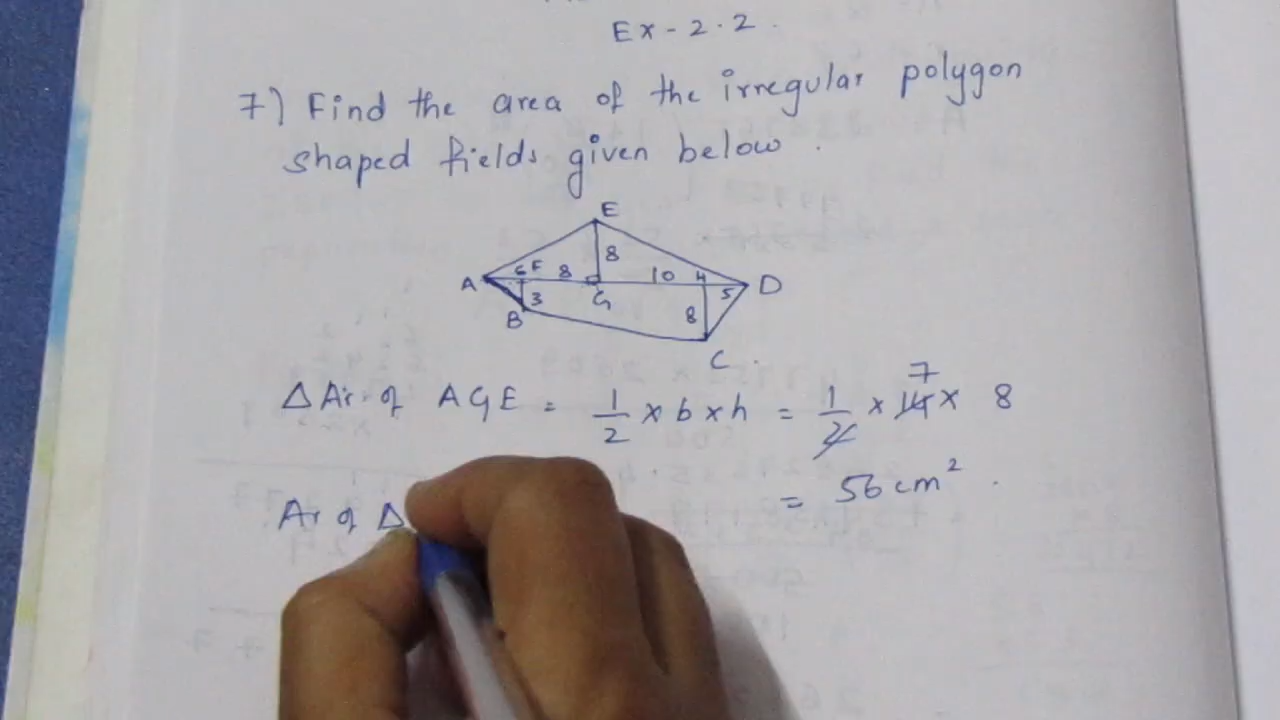 Ex - 2.2.
7) Find the area of the irregular polygon
shaped fields given below.
E
8
A 6 F 8 10 4 D
3 G 5
B 8
C
Δ Ar. of AGE = 1/2 × b × h = 1/2 × 14 × 8
7
= 56 cm² .
Ar of Δ